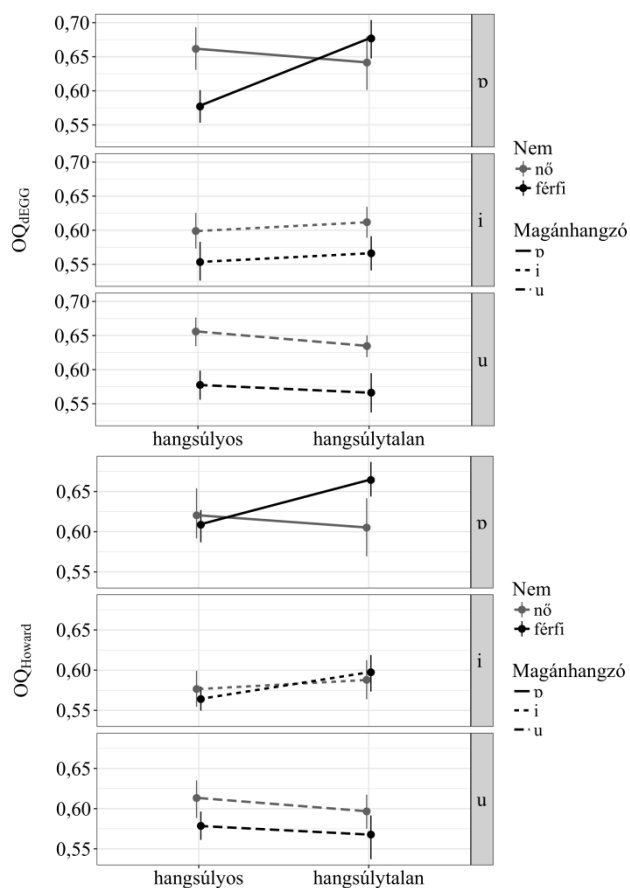 OQdEGG
0,70
0,65
0,60
0,55
ɒ
0,70
0,65
0,60
0,55
i
0,70
0,65
0,60
0,55
u
hangsúlyos hangsúlytalan
Nem
nő
férfi
Magánhangzó
ɒ
i
u
OQHoward
0,65
0,60
0,55
ɒ
0,65
0,60
0,55
i
0,65
0,60
0,55
u
hangsúlyos hangsúlytalan
Nem
nő
férfi
Magánhangzó
ɒ
i
u